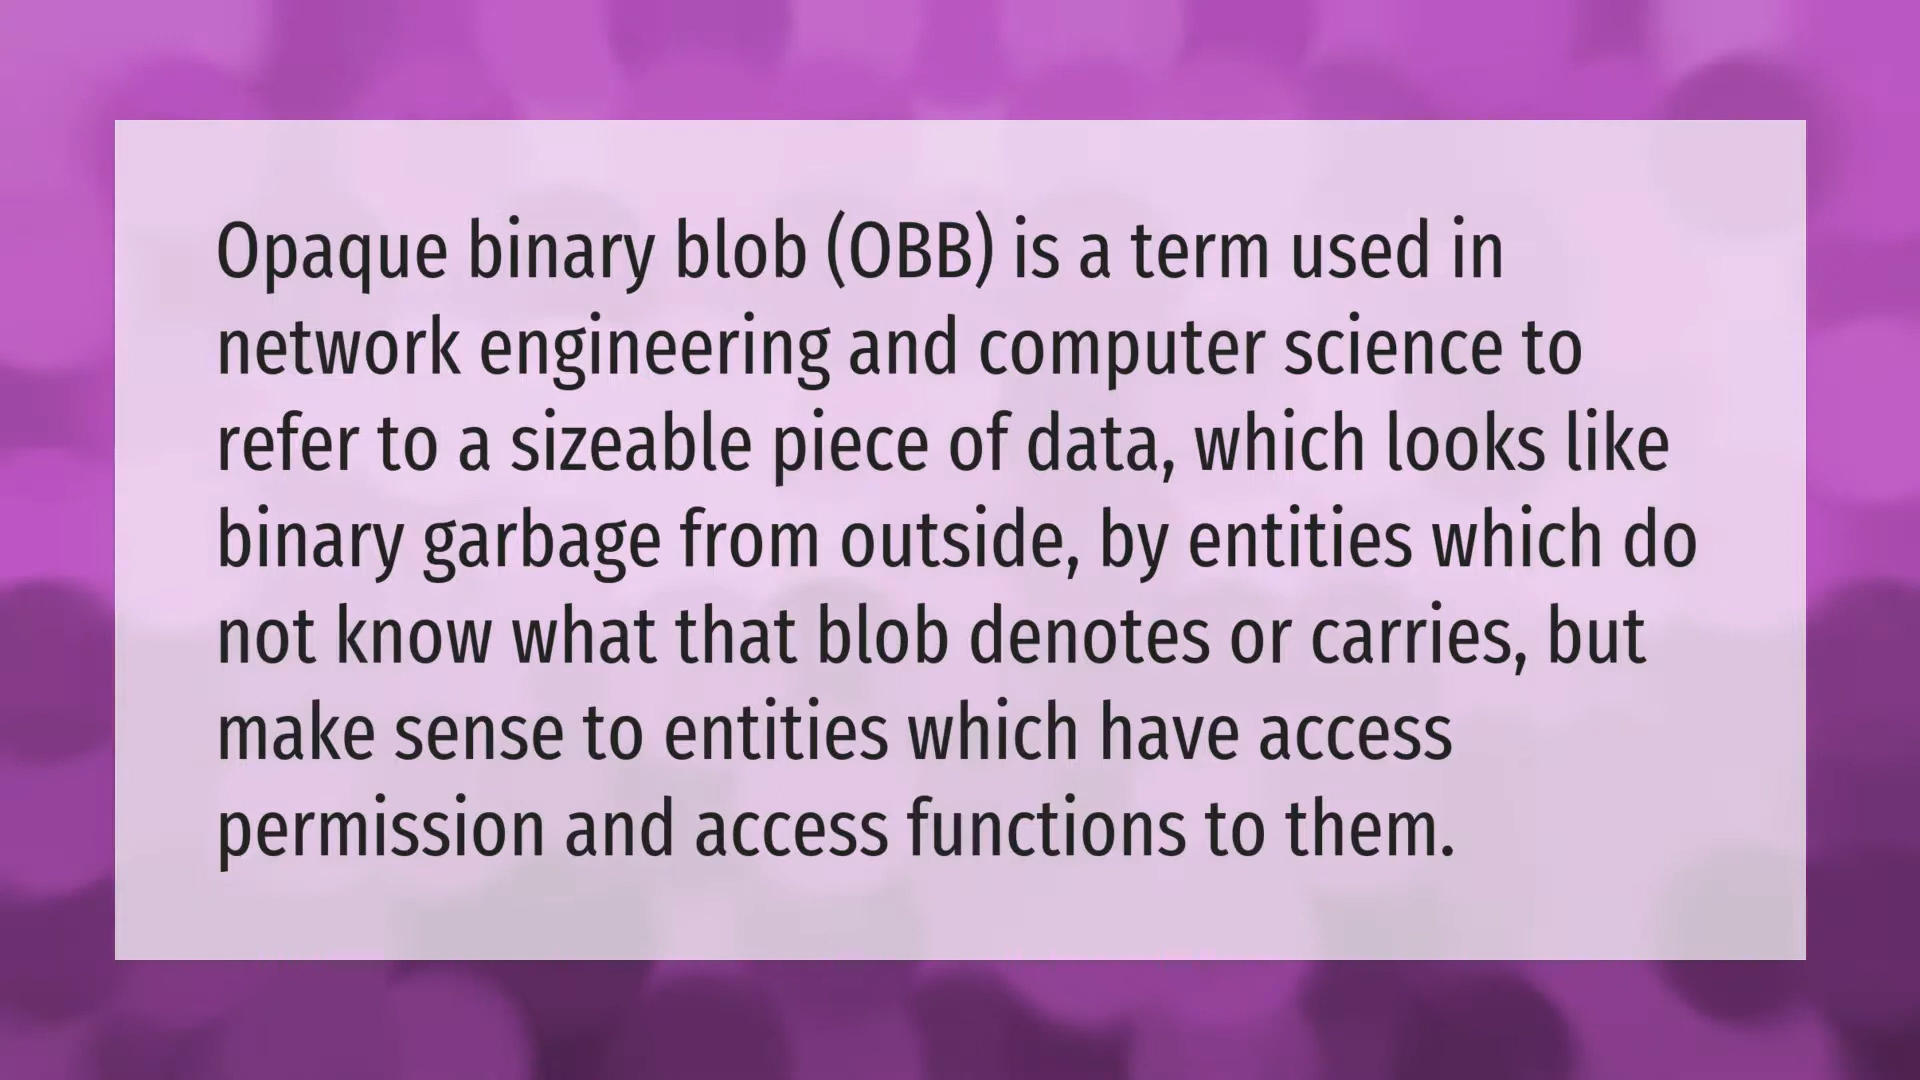 Opaque binary blob (OBB) is a term used in
network engineering and computer science to
refer to a sizeable piece of data, which looks like
binary garbage from outside, by entities which do
not know what that blob denotes or carries, but
make sense to entities which have access
permission and access functions to them.